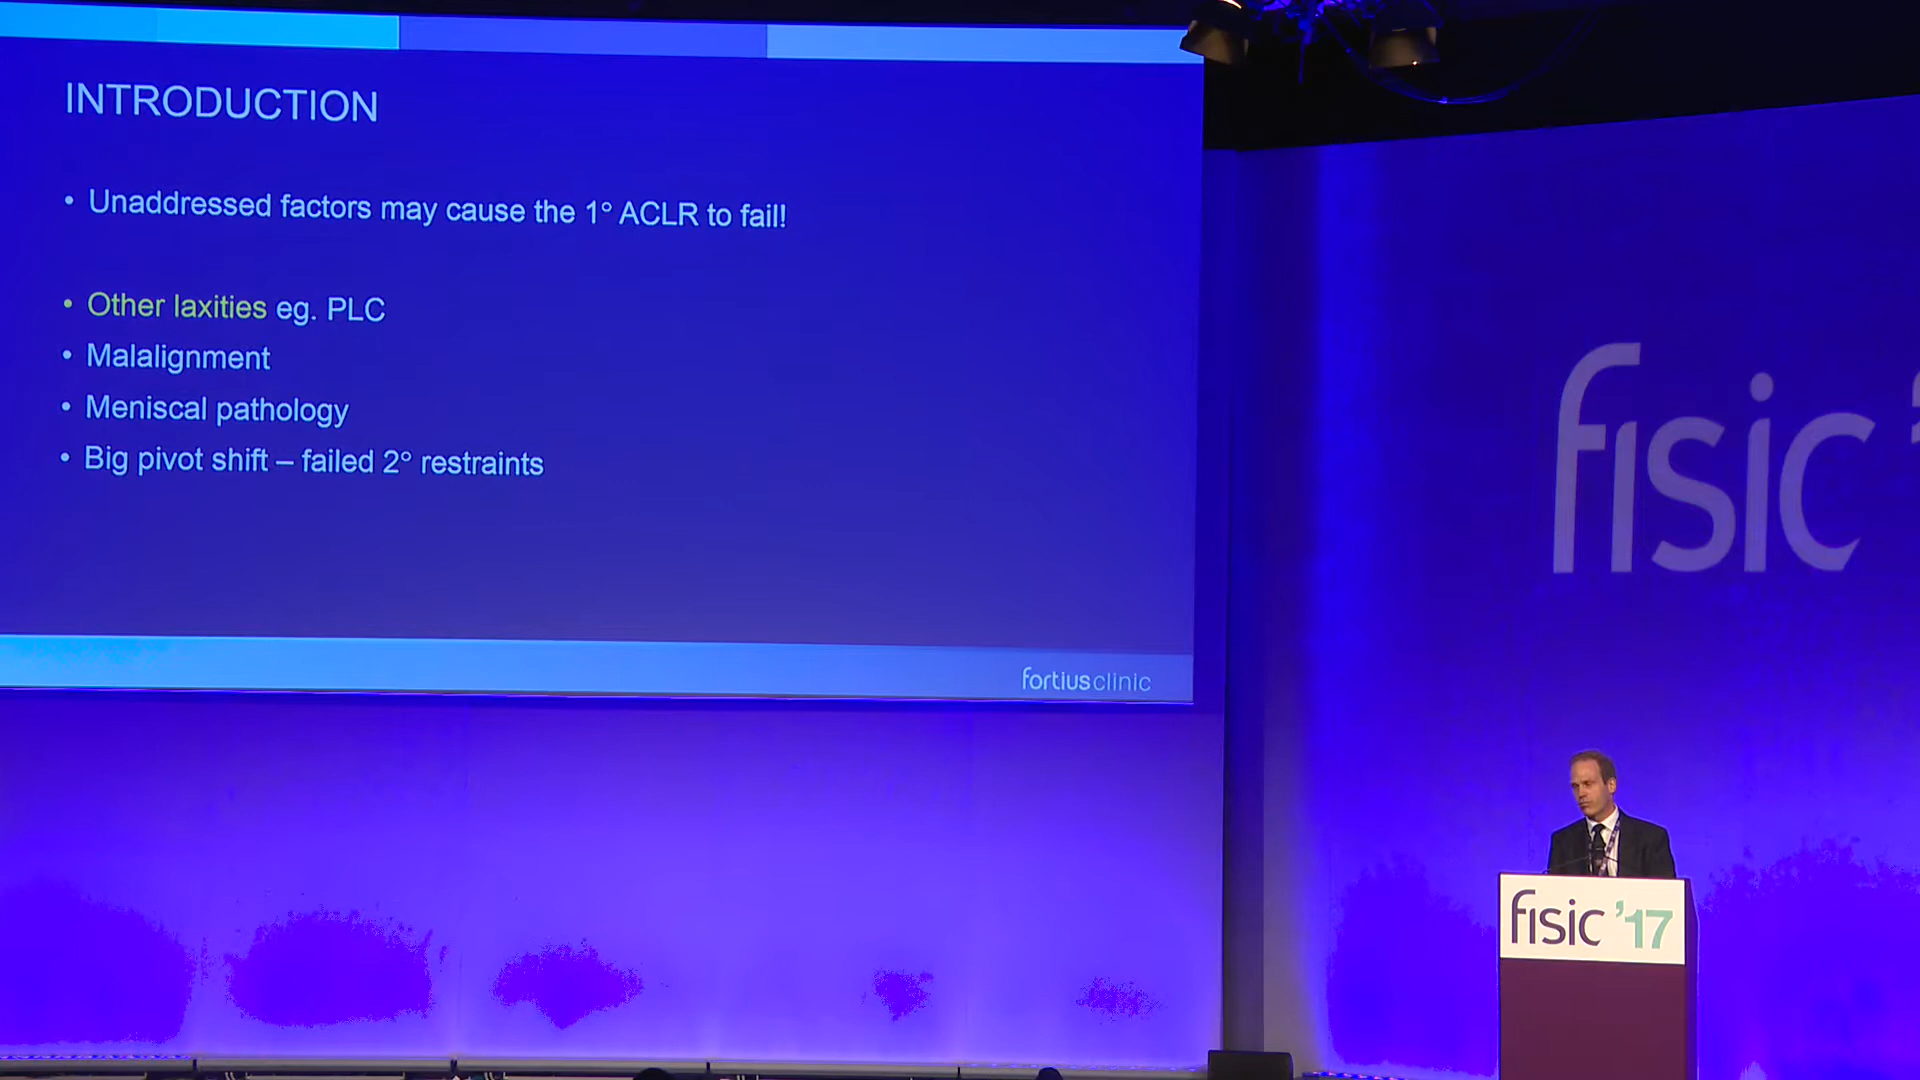 INTRODUCTION
• Unaddressed factors may cause the 1° ACLR to fail!
• Other laxities eg. PLC
• Malalignment
• Meniscal pathology
• Big pivot shift – failed 2° restraints
fortiusclinic
fisic
fisic '17